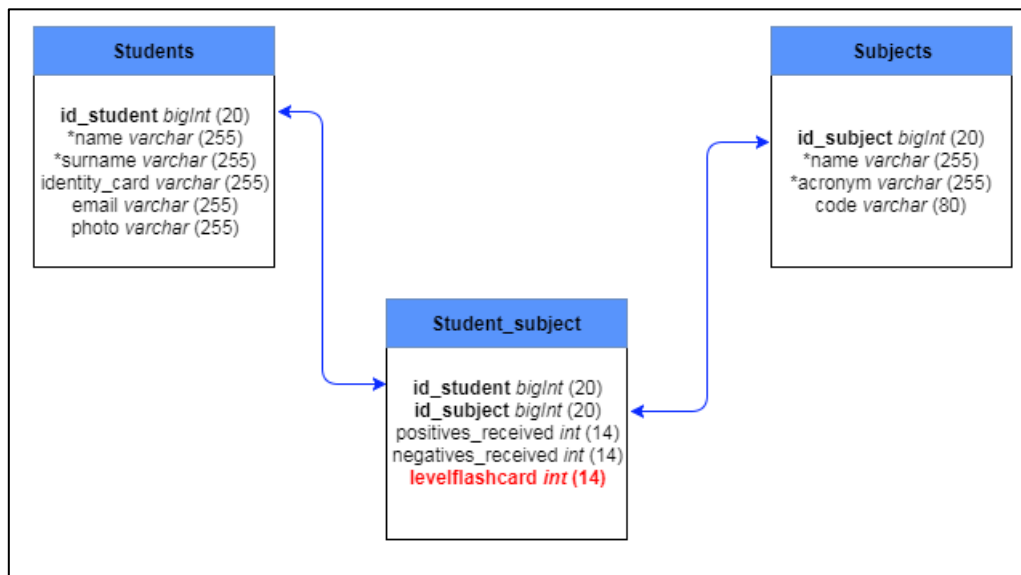 Students
id_student bigInt (20)
*name varchar (255)
*surname varchar (255)
identity_card varchar (255)
email varchar (255)
photo varchar (255)
Subjects
id_subject bigInt (20)
*name varchar (255)
*acronym varchar (255)
code varchar (80)
Student_subject
id_student bigInt (20)
id_subject bigInt (20)
positives_received int (14)
negatives_received int (14)
levelflashcard int (14)